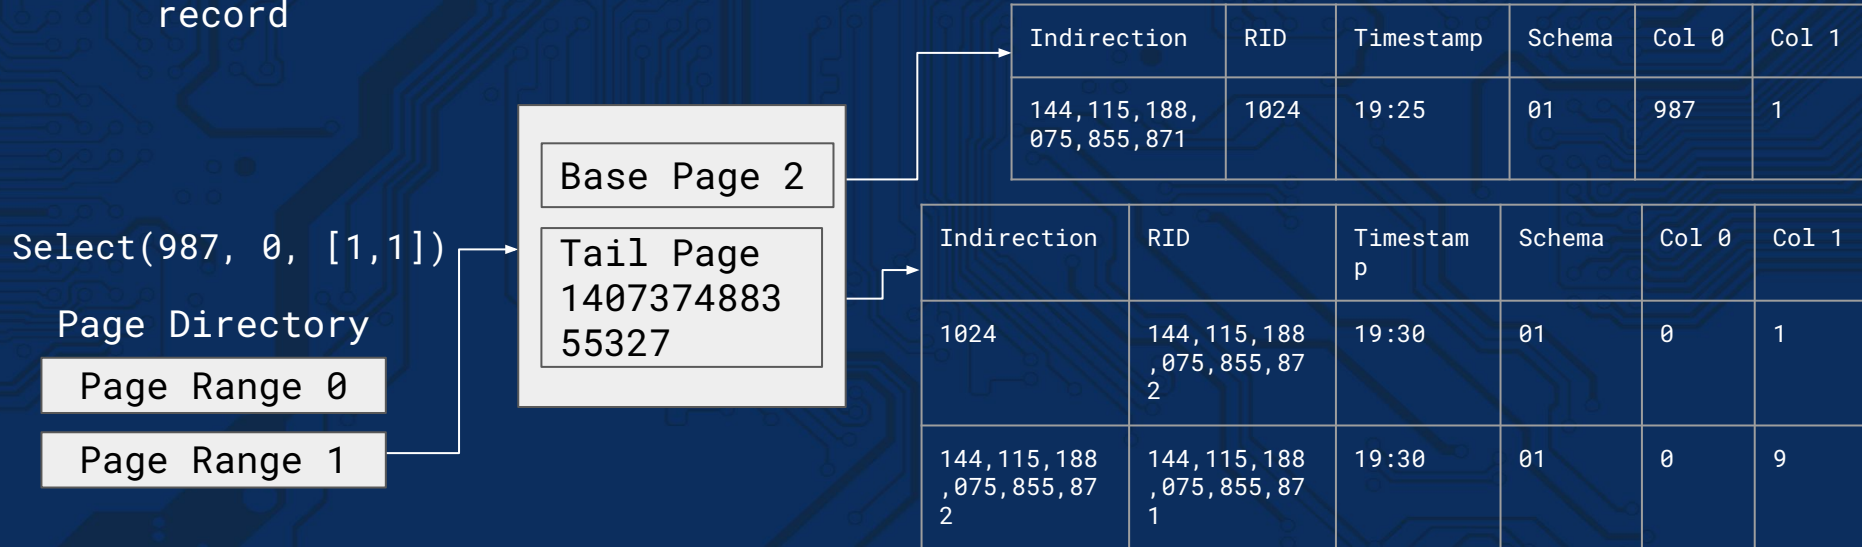 record
Select(987, 0, [1,1])
Page Directory
Page Range 0
Page Range 1
Base Page 2
Tail Page
1407374883
55327
Indirection RID Timestamp Schema Col 0 Col 1
144,115,188, 1024 19:25 01 987 1
075,855,871
Indirection RID Timestam Schema Col 0 Col 1
p
1024 144,115,188 19:30 01 0 1
,075,855,87
2
144,115,188 144,115,188 19:30 01 0 9
,075,855,87 ,075,855,87
2 1